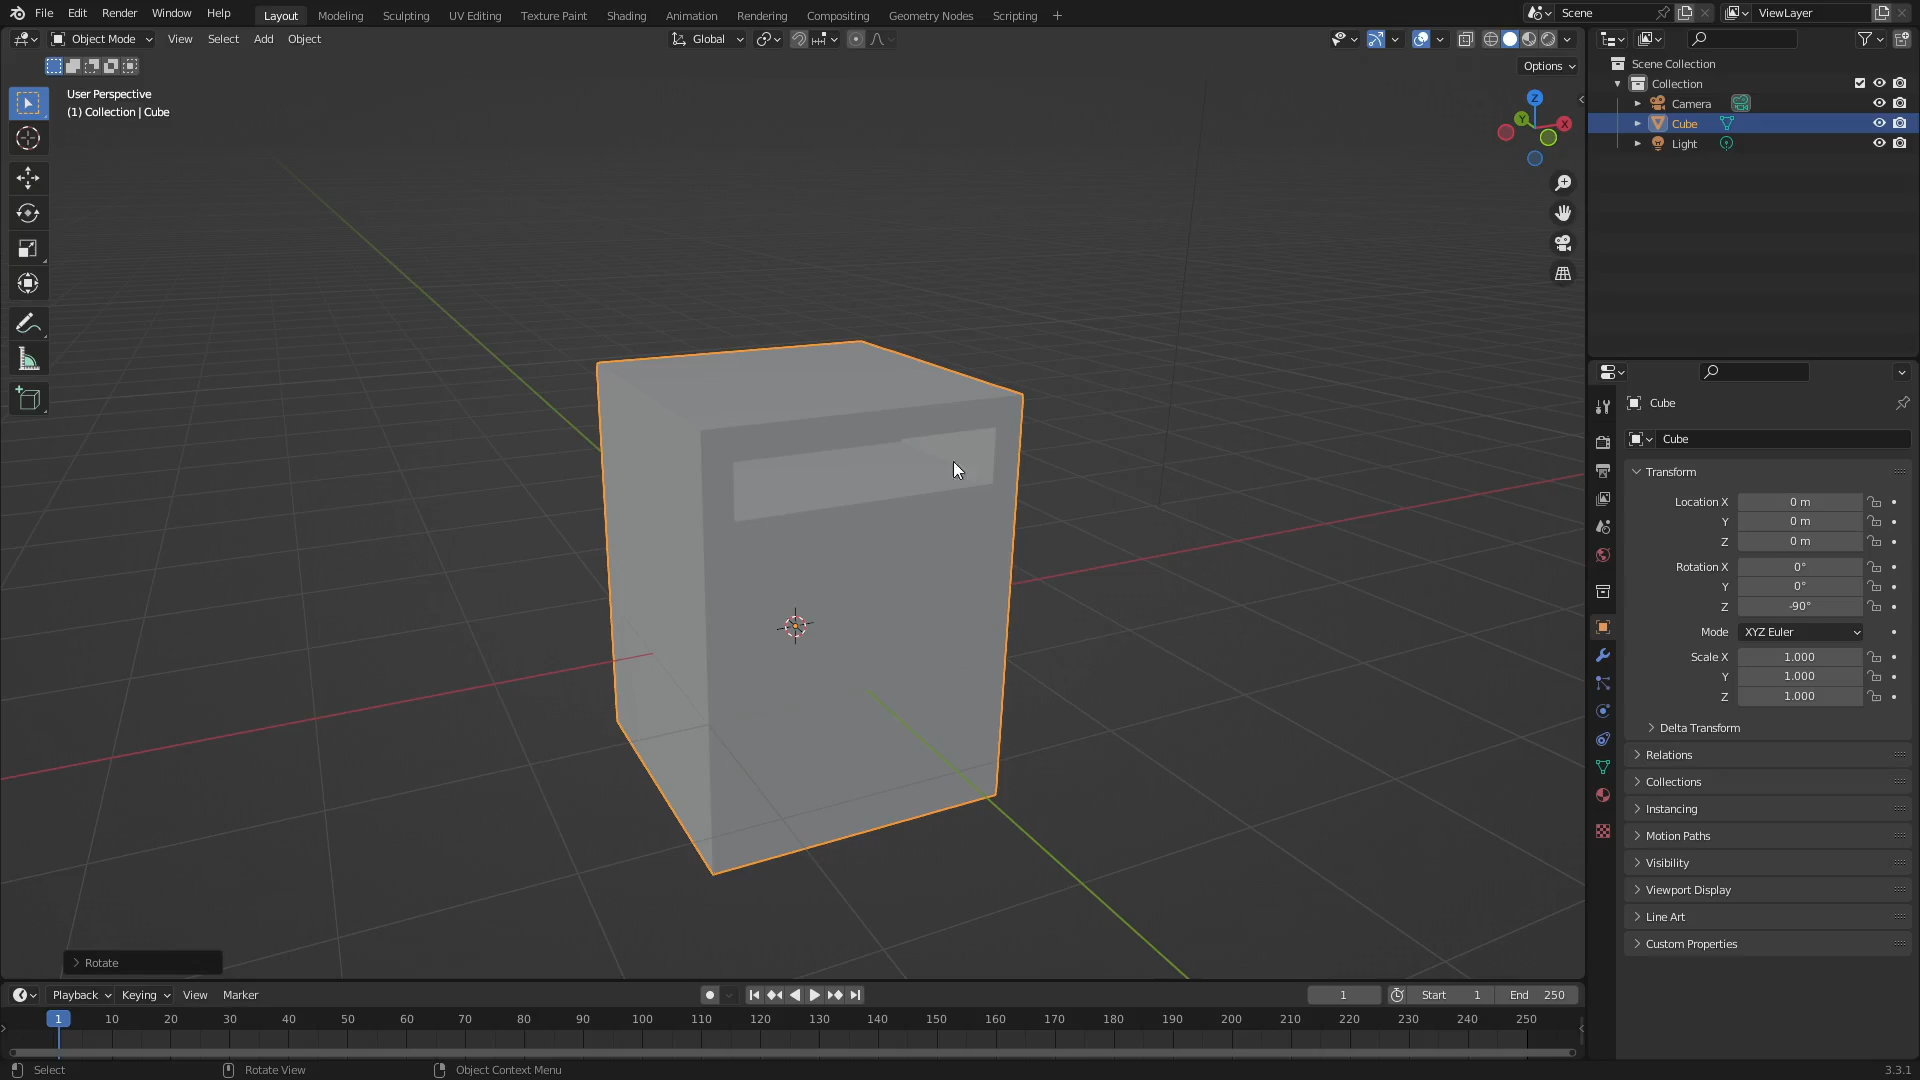 File Edit Render Window Help Layout Modeling Sculpting UV Editing Texture Paint Shading Animation Rendering Compositing Geometry Nodes Scripting + Scene ViewLayer
Object Mode View Select Add Object Global
Options
User Perspective
(1) Collection | Cube
Z
Y
X
Scene Collection
Collection
Camera
Cube
Light
Cube
Cube
Transform
Location X 0 m
Y 0 m
Z 0 m
Rotation X 0°
Y 0°
Z -90°
Mode XYZ Euler
Scale X 1.000
Y 1.000
Z 1.000
Delta Transform
Relations
Collections
Instancing
Motion Paths
Visibility
Viewport Display
Line Art
Custom Properties
Rotate
Playback Keying View Marker 1 Start 1 End 250
1 10 20 30 40 50 60 70 80 90 100 110 120 130 140 150 160 170 180 190 200 210 220 230 240 250
Select Rotate View Object Context Menu 3.3.1